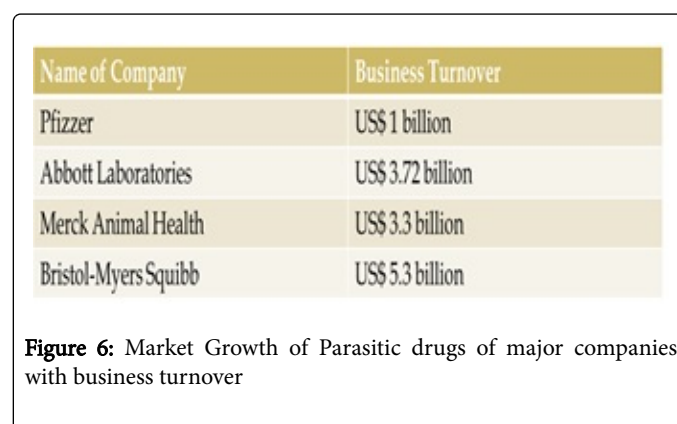 Name of Company Business Turnover
Pfizzer US$ 1 billion
Abbott Laboratories US$ 3.72 billion
Merck Animal Health US$ 3.3 billion
Bristol-Myers Squibb US$ 5.3 billion
Figure 6: Market Growth of Parasitic drugs of major companies
with business turnover